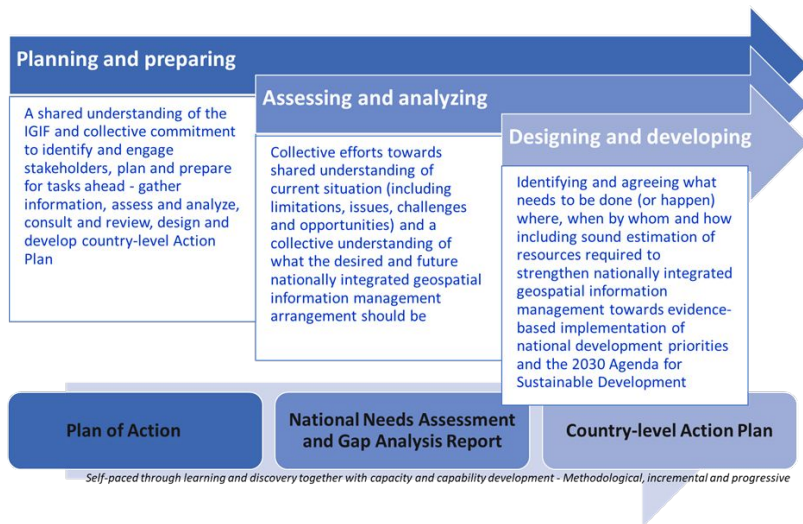 Planning and preparing
A shared understanding of the
IGIF and collective commitment
to identify and engage
stakeholders, plan and prepare
for tasks ahead - gather
information, assess and analyze,
consult and review, design and
develop country-level Action
Plan
Assessing and analyzing
Collective efforts towards
shared understanding of
current situation (including
limitations, issues, challenges
and opportunities) and a
collective understanding of
what the desired and future
nationally integrated geospatial
information management
arrangement should be
Designing and developing
Identifying and agreeing what
needs to be done (or happen)
where, when by whom and how
including sound estimation of
resources required to
strengthen nationally integrated
geospatial information
management towards evidence-
based implementation of
national development priorities
and the 2030 Agenda for
Sustainable Development
Plan of Action
National Needs Assessment
and Gap Analysis Report
Country-level Action Plan
Self-paced through learning and discovery together with capacity and capability development - Methodological, incremental and progressive